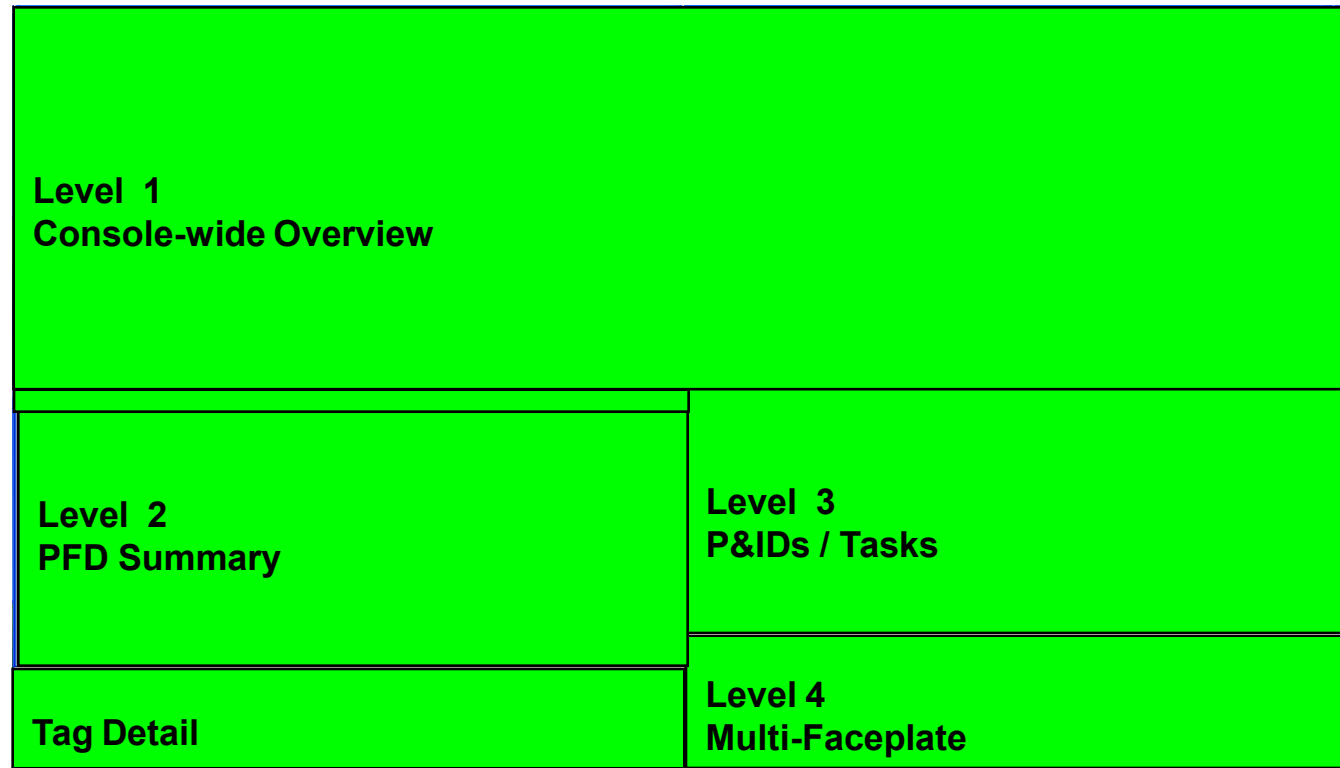 Level 1
Console-wide Overview
Level 2
PFD Summary
Level 3
P&IDs / Tasks
Tag Detail
Level 4
Multi-Faceplate